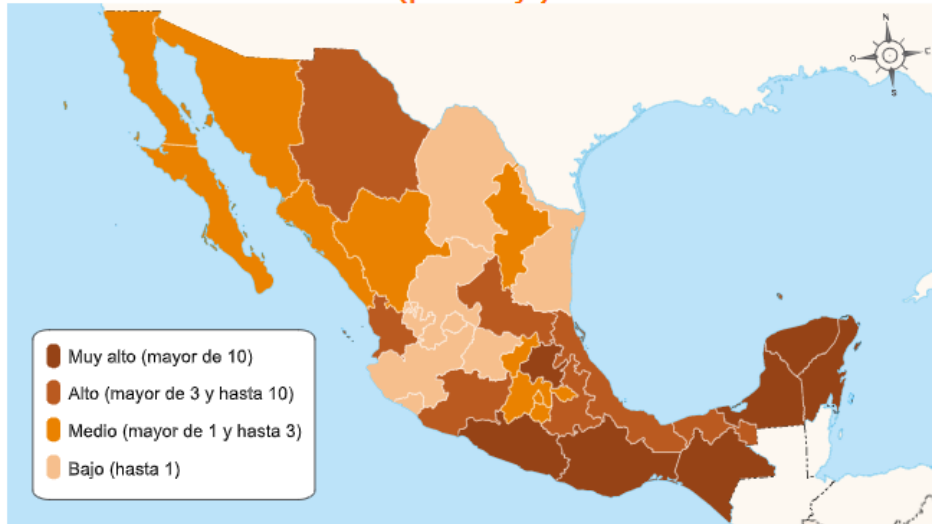 N
O
E
S
Muy alto (mayor de 10)
Alto (mayor de 3 y hasta 10)
Medio (mayor de 1 y hasta 3)
Bajo (hasta 1)